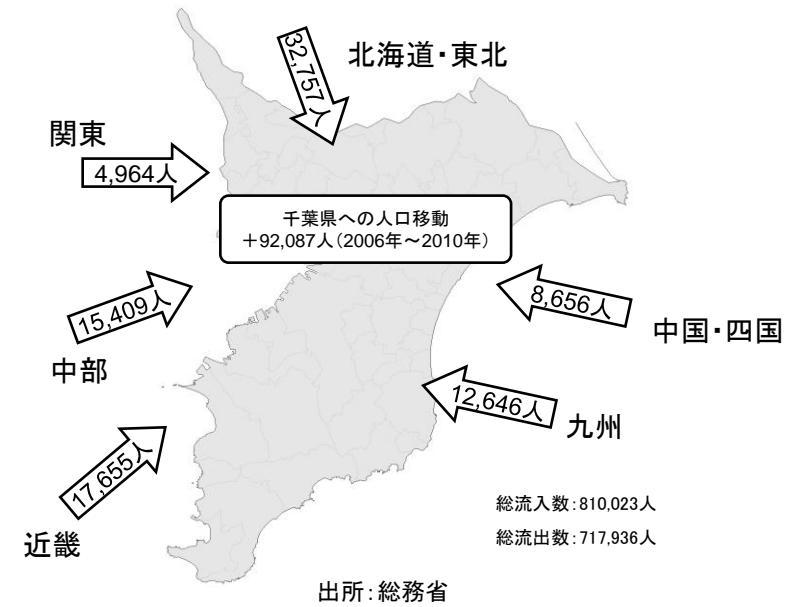 32,757人
北海道・東北
関東
4,964人
千葉県への人口移動
＋92,087人（2006年～2010年）
15,409人
中部
8,656人
中国・四国
12,646人
九州
17,655人
近畿
総流入数：810,023人
総流出数：717,936人
出所：総務省